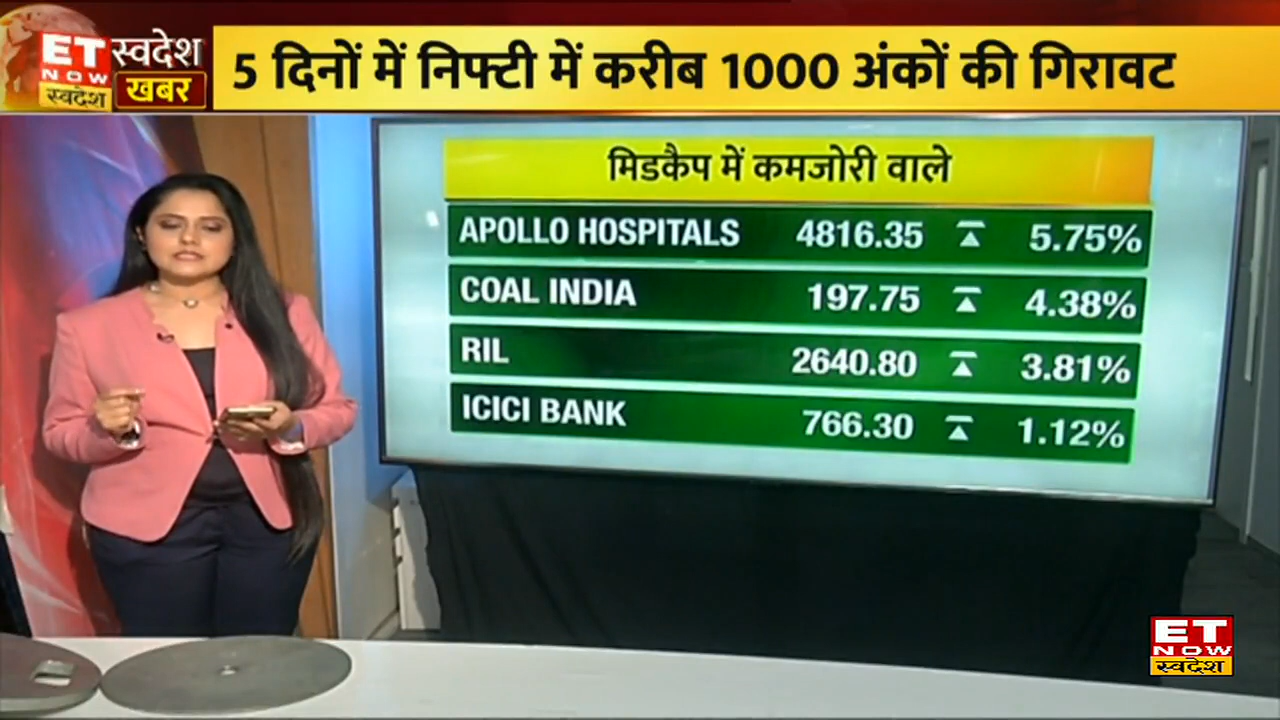 ET NOW स्वदेश
स्वदेश खबर
5 दिनों में निफ्टी में करीब 1000 अंकों की गिरावट
मिडकैप में कमजोरी वाले
APOLLO HOSPITALS 4816.35 5.75%
COAL INDIA 197.75 4.38%
RIL 2640.80 3.81%
ICICI BANK 766.30 1.12%
ET NOW स्वदेश